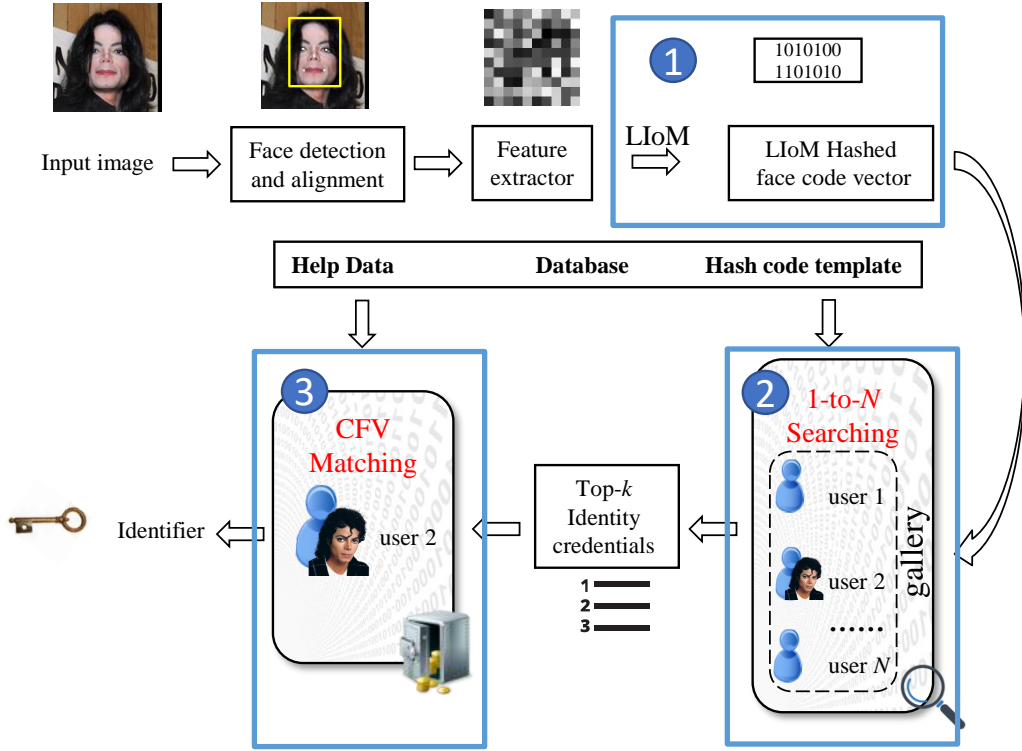 1
1010100
1101010
LIoM
Input image
Face detection
and alignment
Feature
extractor
LIoM Hashed
face code vector
Help Data Database Hash code template
3
CFV
Matching
user 2
2
1-to-N
Searching
user 1
user 2
.......
user N
gallery
Top-k
Identity
credentials
1
2
3
Identifier